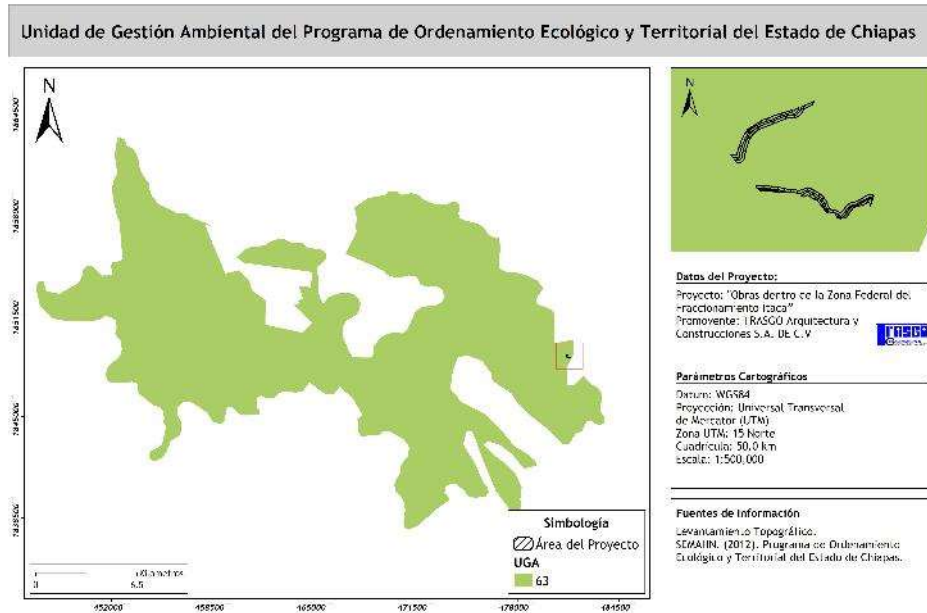 Unidad de Gestión Ambiental del Programa de Ordenamiento Ecológico y Territorial del Estado de Chiapas
N
N
Datos del Proyecto:
Proyecto: "Obras dentro de la Zona Federal del
Fraccionamiento Itaca"
Promovente: TRASGO Arquitectura y
Construcciones S.A. DE C.V
TRASGO
Parámetros Cartográficos
Datum: WGS84
Proyección: Universal Transversal
de Mercator (UTM)
Zona UTM: 15 Norte
Cuadrícula: 50.0 km
Escala: 1:500,000
Fuentes de Información
Levantamiento Topográfico.
SEMAHN. (2012). Programa de Ordenamiento
Ecológico y Territorial del Estado de Chiapas.
Simbología
Área del Proyecto
UGA
63
Kilometros
0 6.5
1851500
1845000
1838500
452000 458500 465000 471500 478000 484500